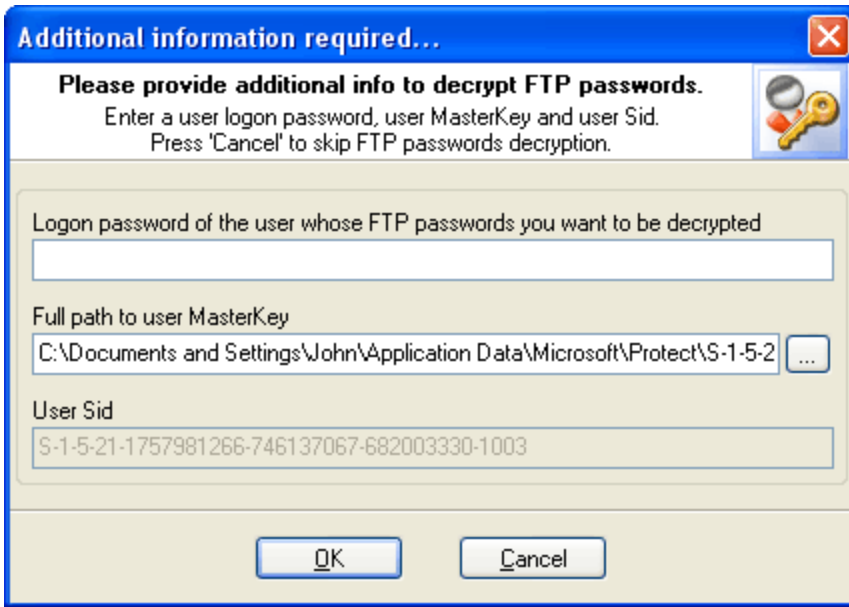 Additional information required...
Please provide additional info to decrypt FTP passwords.
Enter a user logon password, user MasterKey and user Sid.
Press 'Cancel' to skip FTP passwords decryption.
Logon password of the user whose FTP passwords you want to be decrypted
Full path to user MasterKey
C:\Documents and Settings\John\Application Data\Microsoft\Protect\S-1-5-2
...
User Sid
S-1-5-21-1757981266-746137067-682003330-1003
OK
Cancel